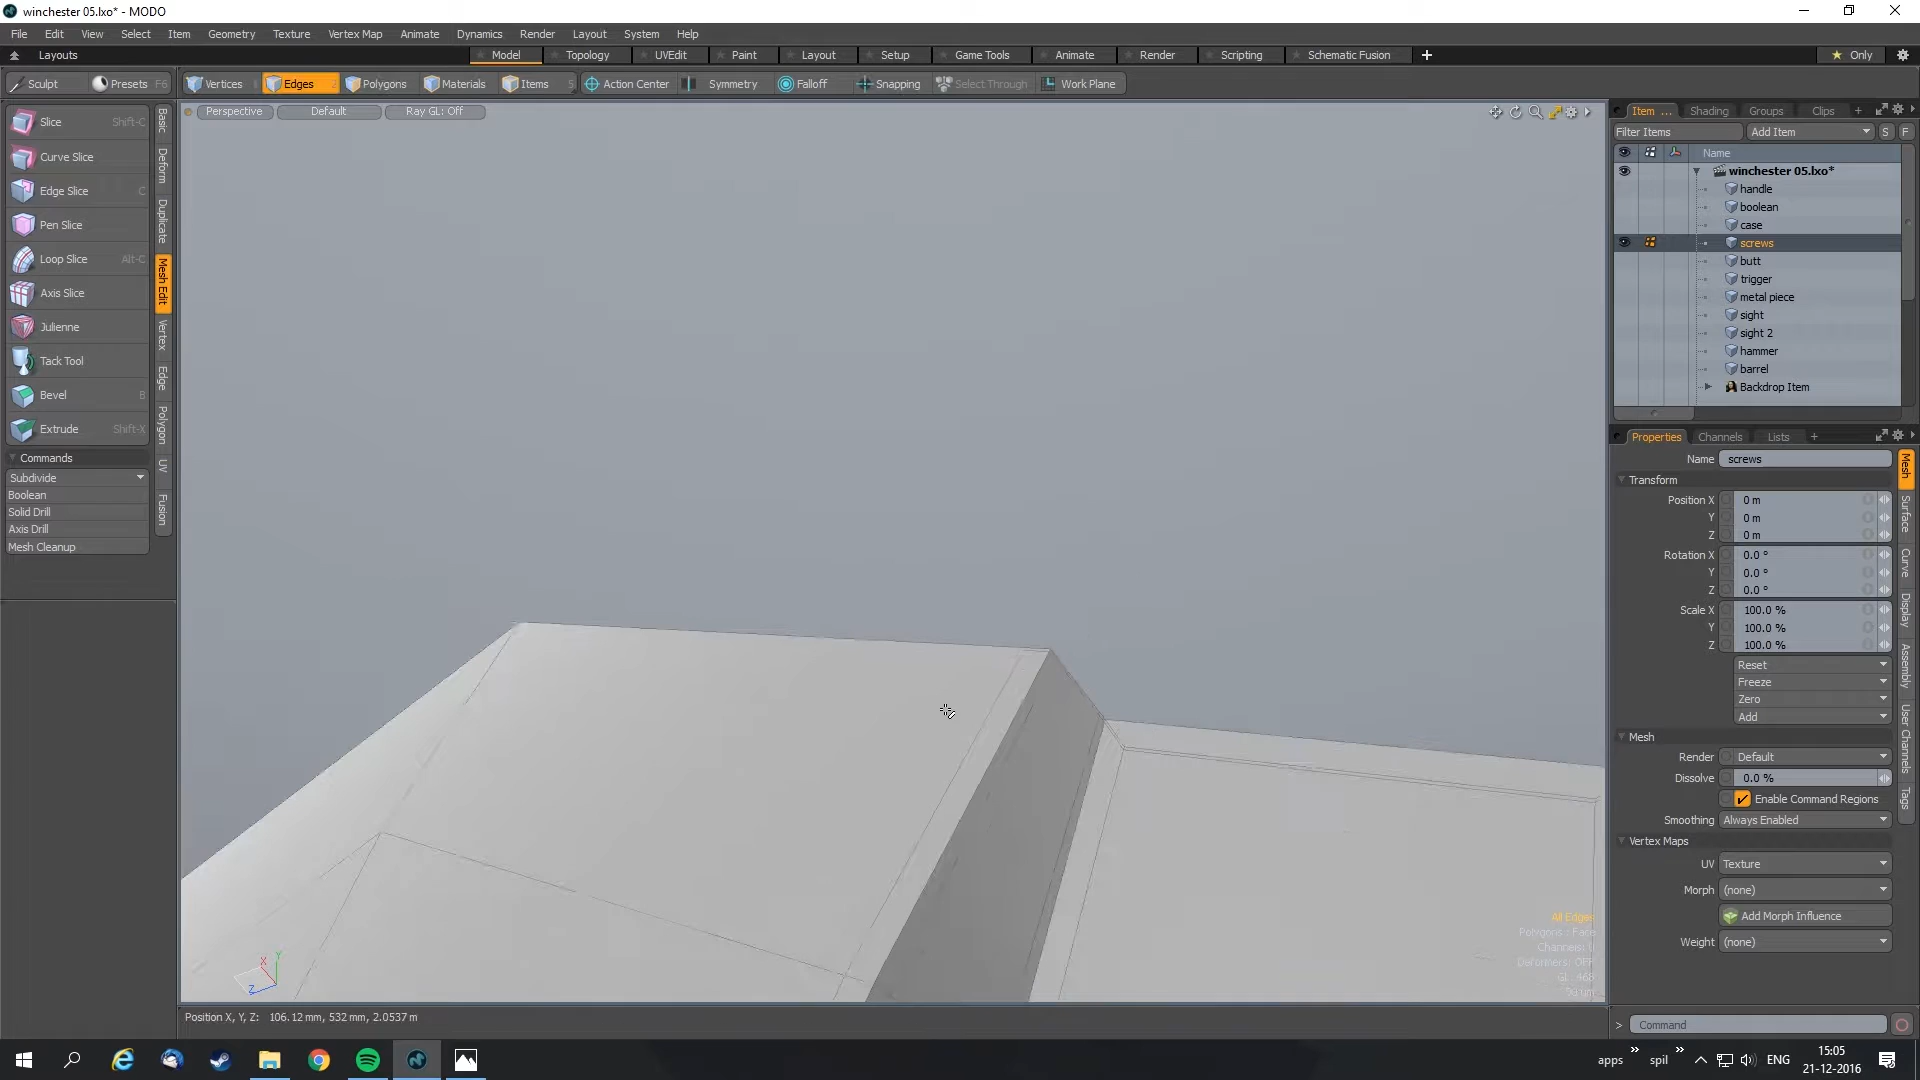 winchester 05.lxo* - MODO
File Edit View Select Item Geometry Texture Vertex Map Animate Dynamics Render Layout System Help
Layouts
Model Topology UVEdit Paint Layout Setup Game Tools Animate Render Scripting Schematic Fusion
Only
Sculpt Presets F6 Vertices Edges Polygons Materials Items Action Center Symmetry Falloff Snapping Select Through Work Plane
Perspective Default Ray GL: Off
Slice Shift-C
Curve Slice
Edge Slice C
Pen Slice
Loop Slice Alt-C
Axis Slice
Julienne
Tack Tool
Bevel B
Extrude Shift-X
Commands
Subdivide
Boolean
Solid Drill
Axis Drill
Mesh Cleanup
Basic
Deform
Duplicate
Mesh Edit
Vertex
Edge
Polygon
UV
Fusion
All Edges
Polygons : Face
Channels: 0
Deformers: OFF
GL: 468
Position X, Y, Z: 106.12 mm, 532 mm, 2.0537 m
Item ... Shading Groups Clips
Filter Items Add Item S F
Name
winchester 05.lxo*
handle
boolean
case
screws
butt
trigger
metal piece
sight
sight 2
hammer
barrel
Backdrop Item
Properties Channels Lists
Name screws
Transform
Position X 0 m
Y 0 m
Z 0 m
Rotation X 0.0 °
Y 0.0 °
Z 0.0 °
Scale X 100.0 %
Y 100.0 %
Z 100.0 %
Reset
Freeze
Zero
Add
Mesh
Render Default
Dissolve 0.0 %
Enable Command Regions
Smoothing Always Enabled
Vertex Maps
UV Texture
Morph (none)
Add Morph Influence
Weight (none)
Mesh
Surface
Curve
Display
Assembly
User Channels
Tags
Command
apps spil ENG 15:05
21-12-2016